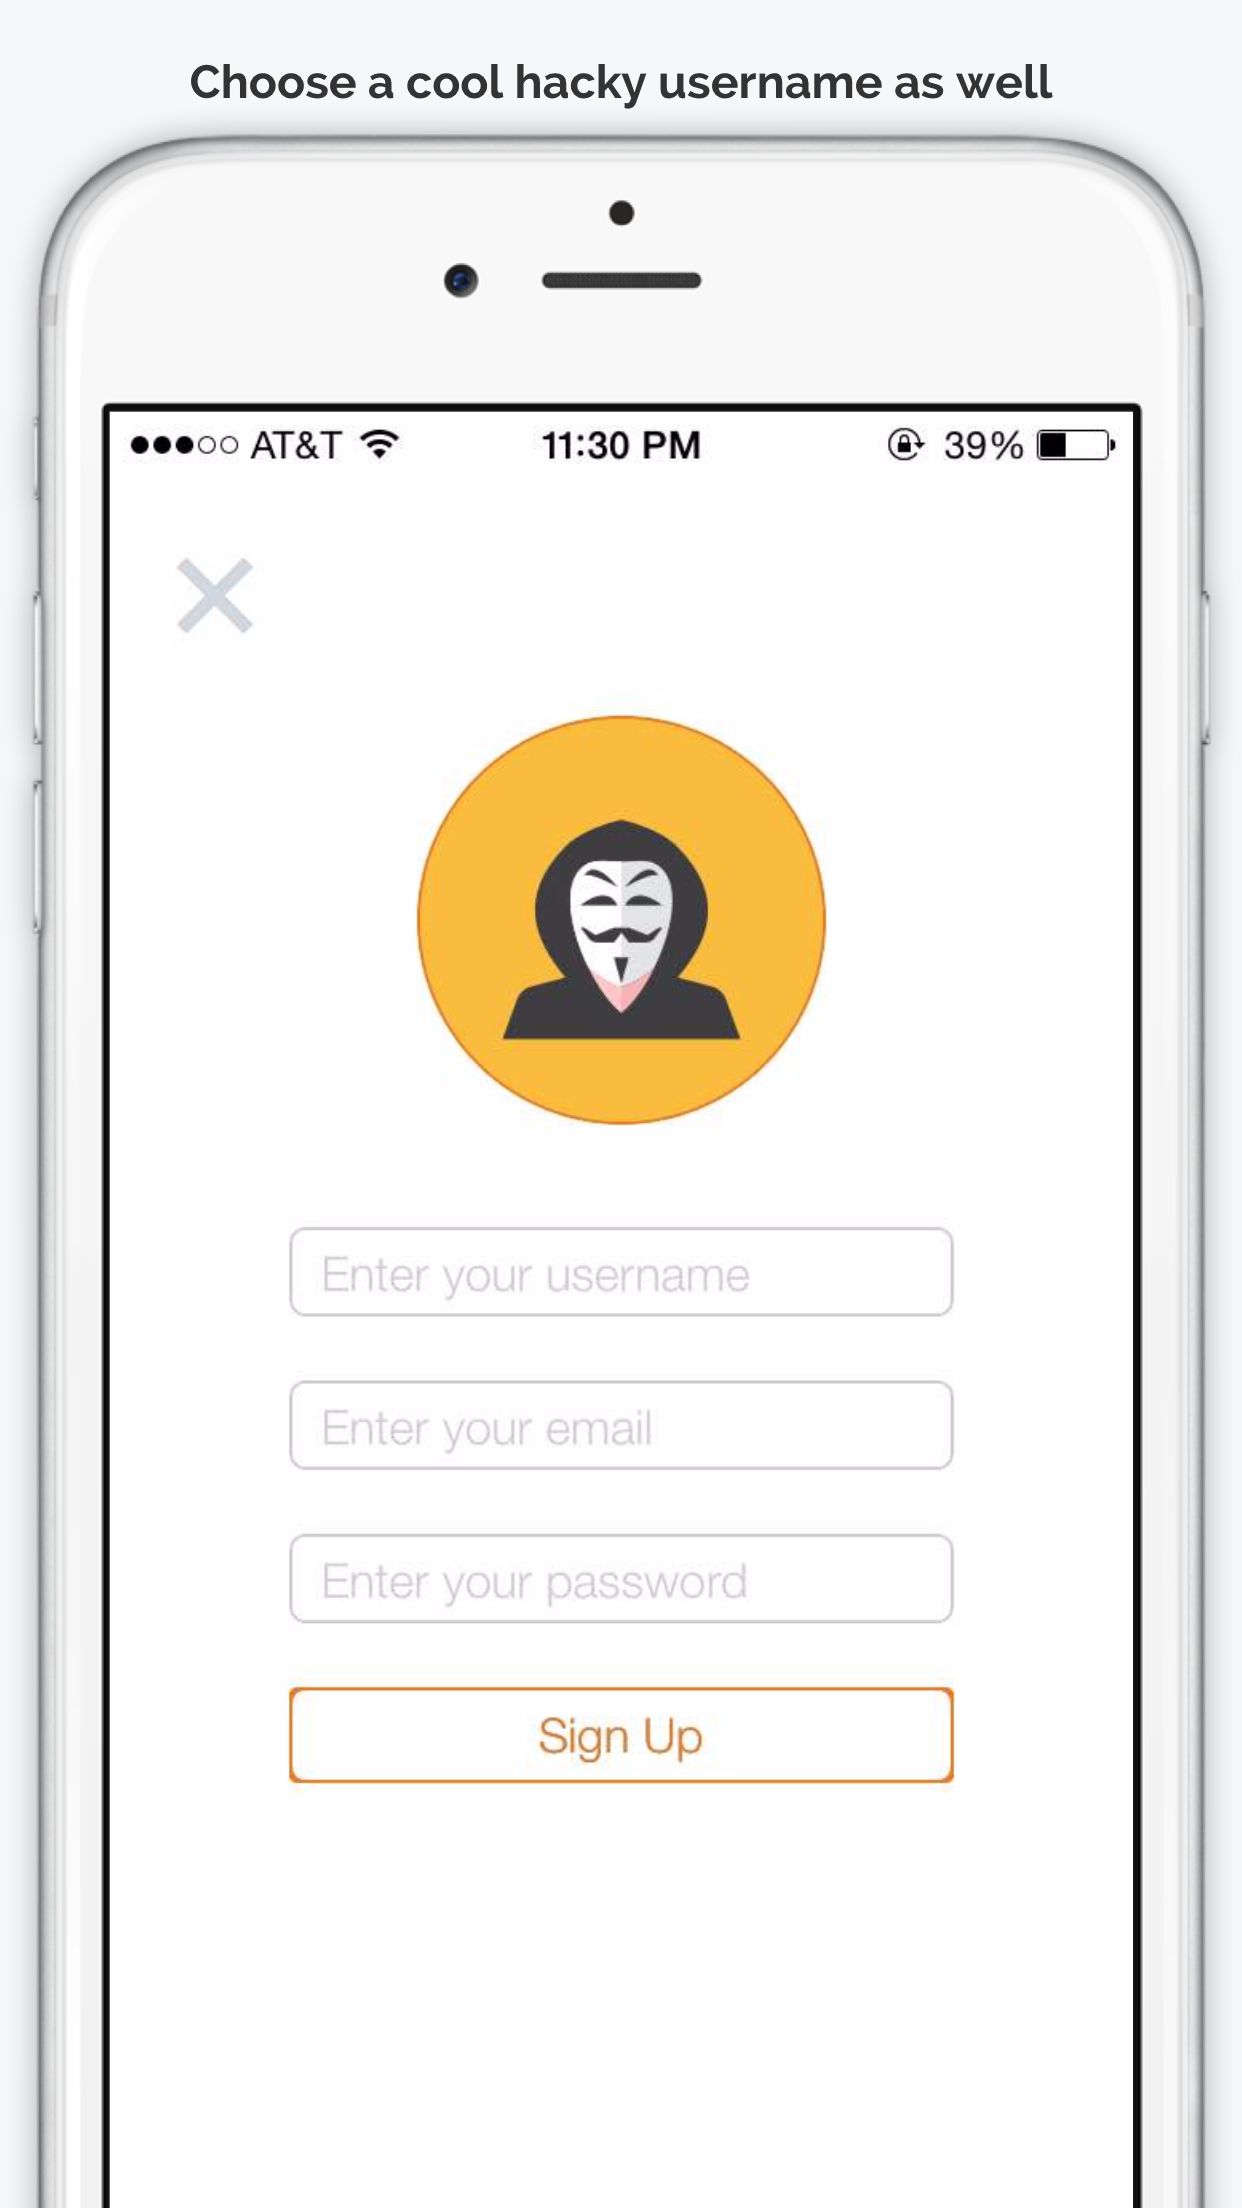 Choose a cool hacky username as well
AT&T 11:30 PM 39%
Enter your username
Enter your email
Enter your password
Sign Up